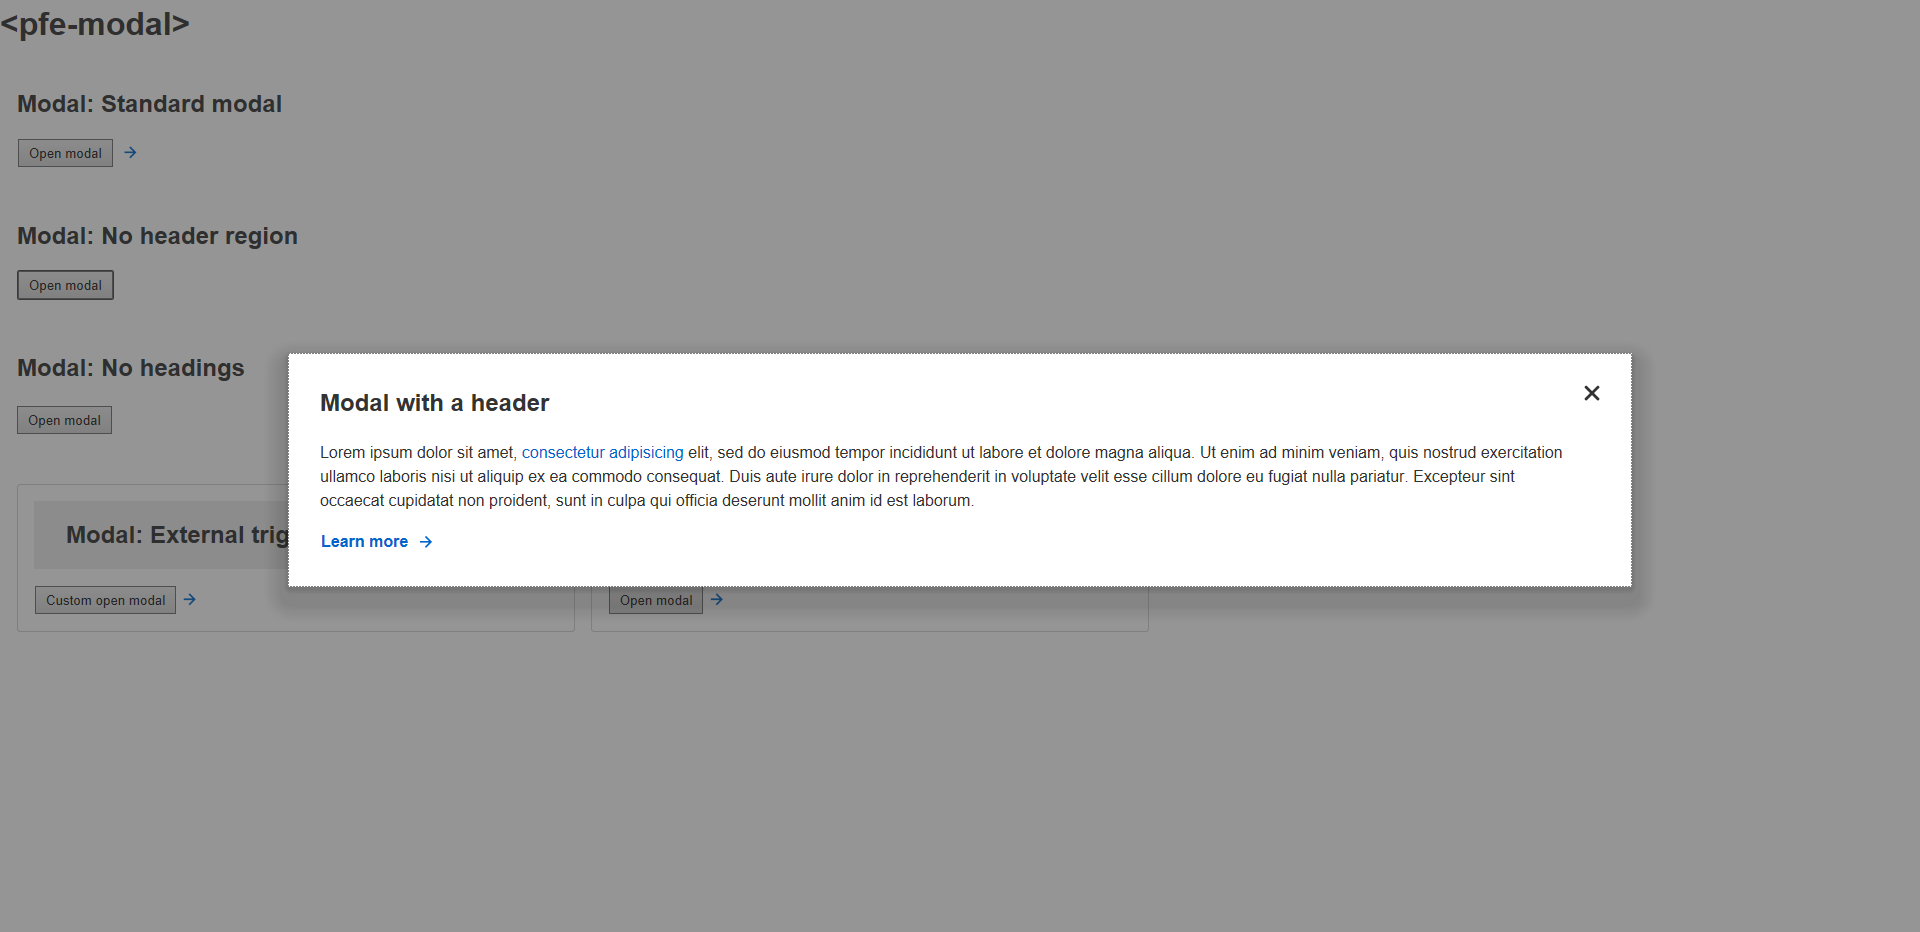 <pfe-modal>
Modal: Standard modal
Open modal →
Modal: No header region
Open modal
Modal: No headings
Open modal
Modal with a header
Lorem ipsum dolor sit amet, consectetur adipisicing elit, sed do eiusmod tempor incididunt ut labore et dolore magna aliqua. Ut enim ad minim veniam, quis nostrud exercitation
ullamco laboris nisi ut aliquip ex ea commodo consequat. Duis aute irure dolor in reprehenderit in voluptate velit esse cillum dolore eu fugiat nulla pariatur. Excepteur sint
occaecat cupidatat non proident, sunt in culpa qui officia deserunt mollit anim id est laborum.
Learn more →
Modal: External trig
Custom open modal →
Open modal →